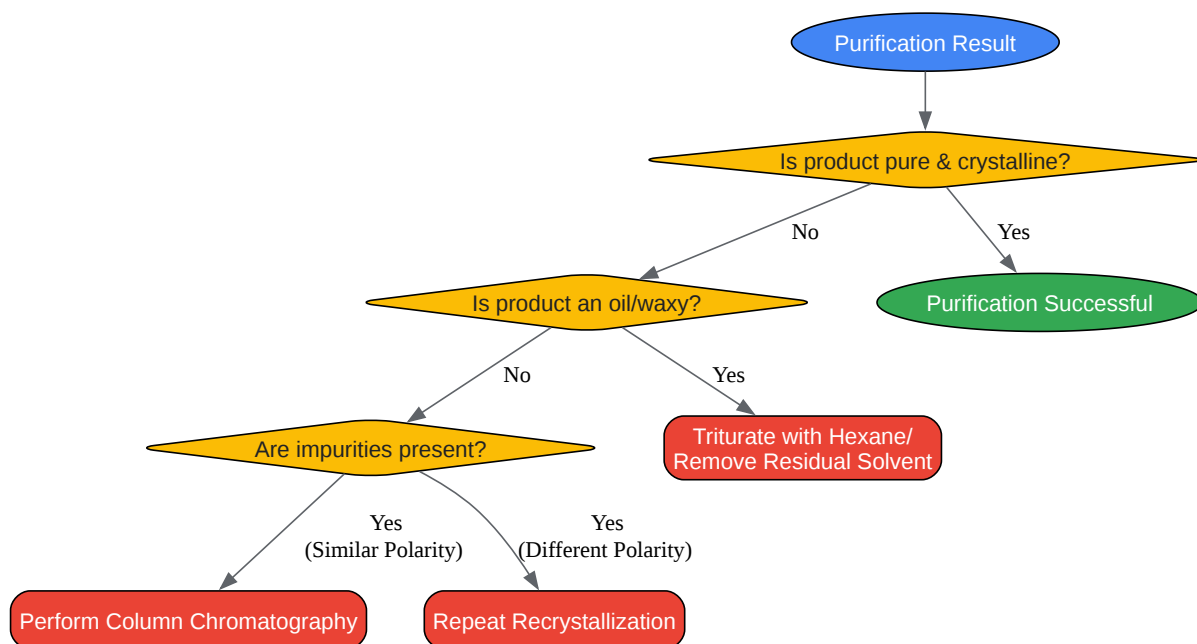 Purification Result
Is product pure & crystalline?
No
Yes
Is product an oil/waxy?
Purification Successful
No
Yes
Are impurities present?
Triturate with Hexane/
Remove Residual Solvent
Yes
(Similar Polarity)
Yes
(Different Polarity)
Perform Column Chromatography
Repeat Recrystallization